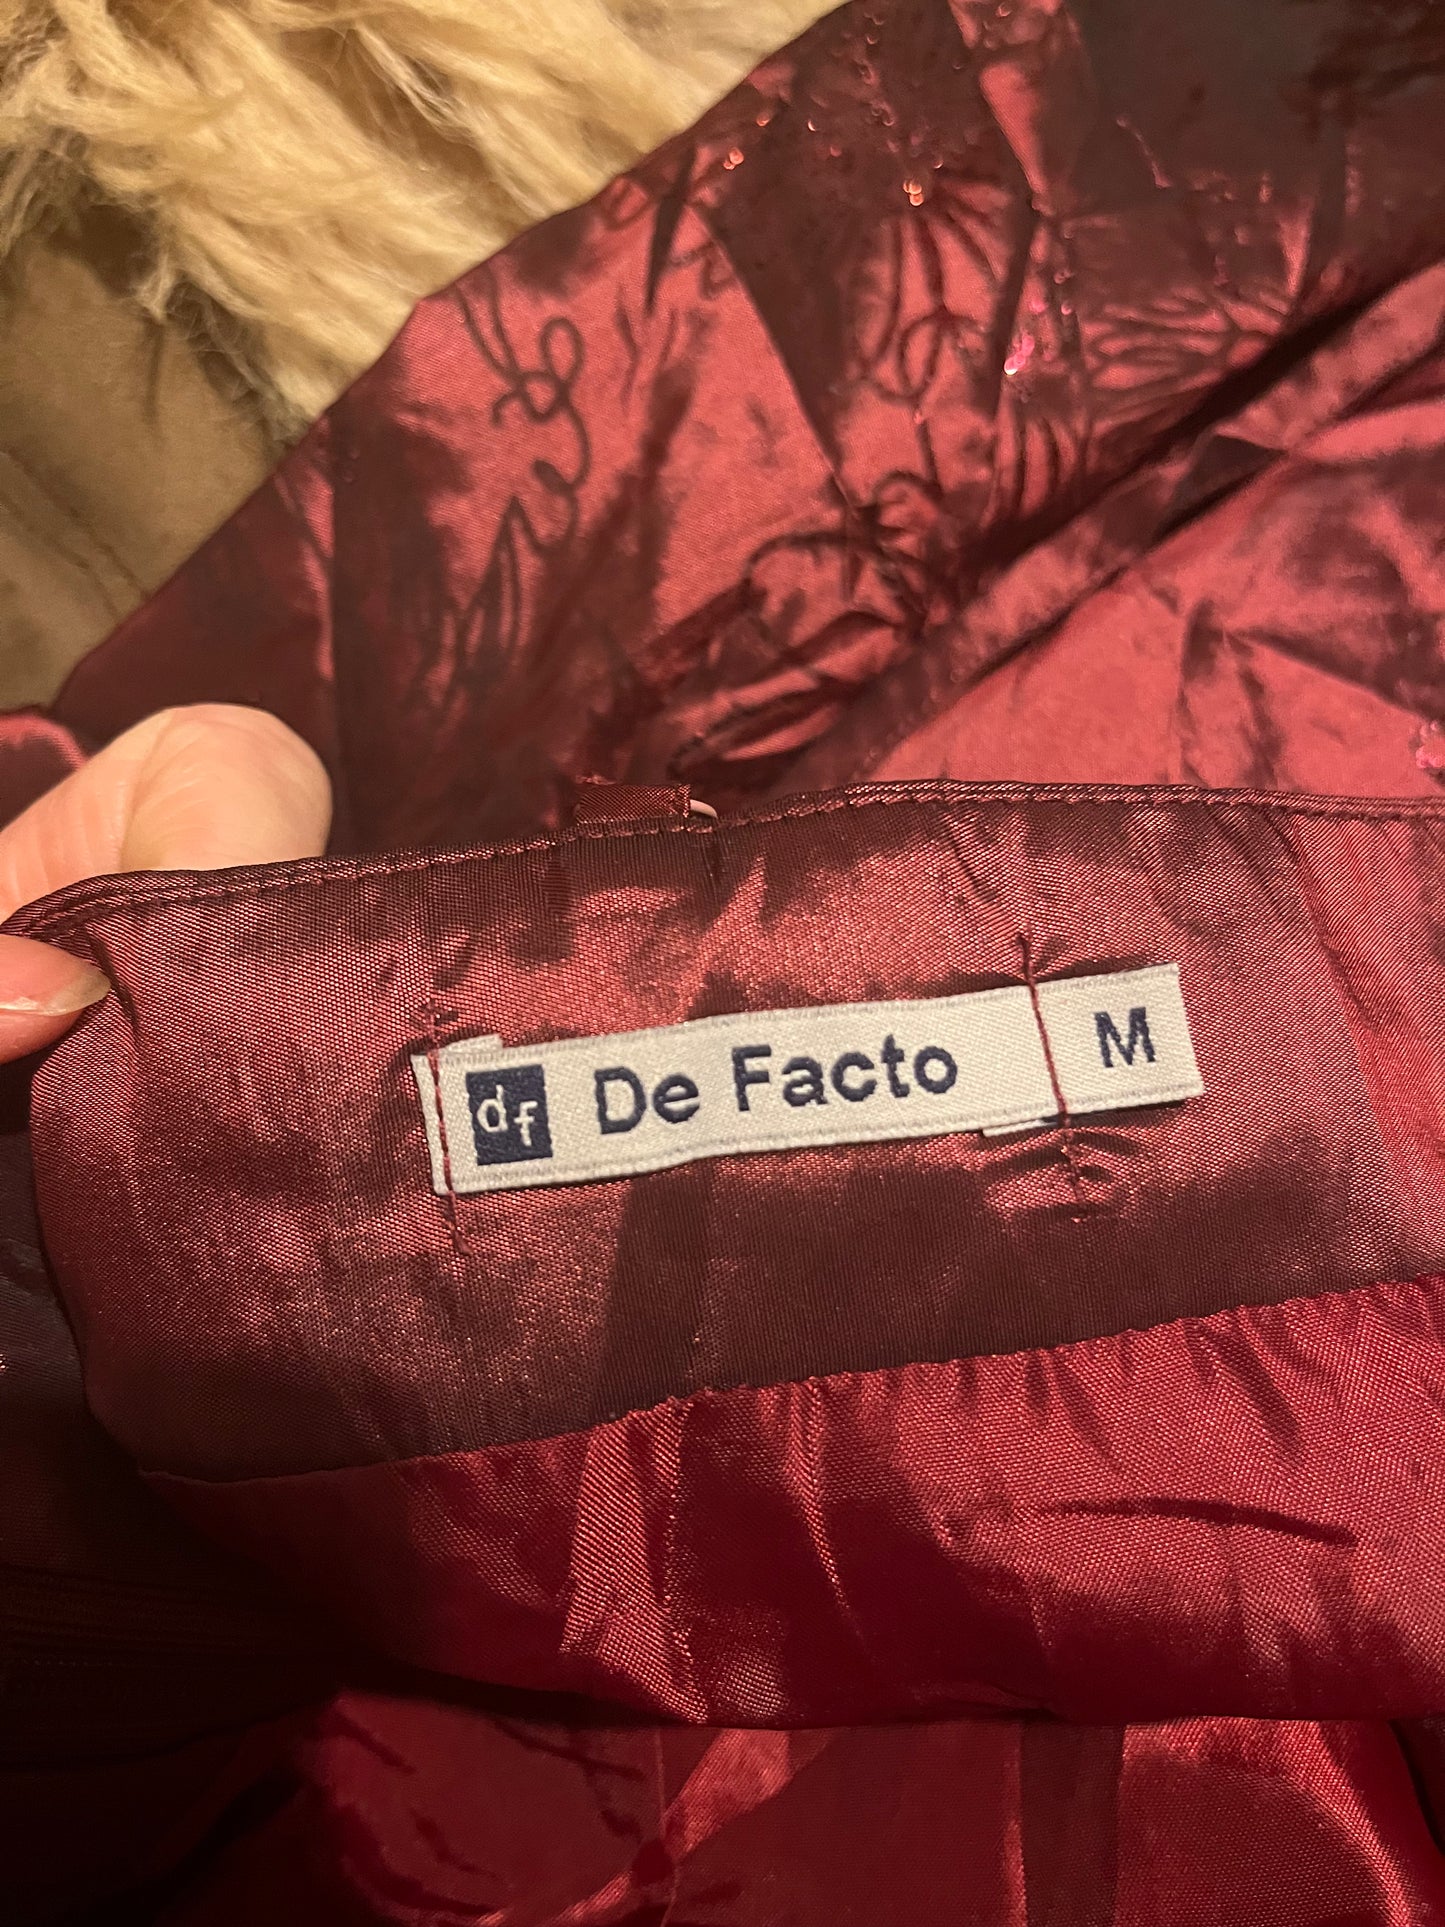 df De Facto M